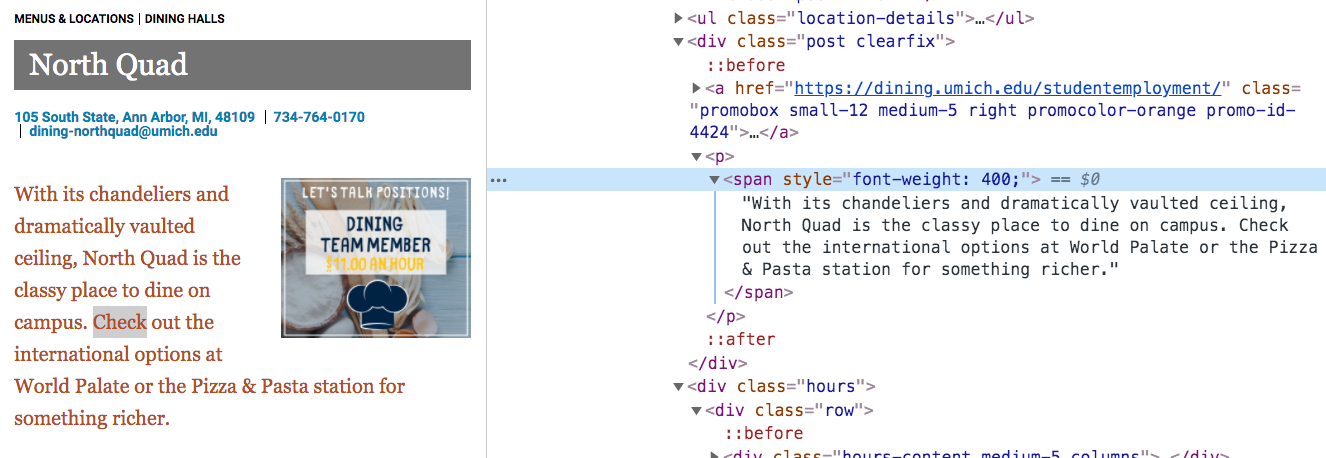 MENUS & LOCATIONS | DINING HALLS
North Quad
105 South State, Ann Arbor, MI, 48109 | 734-764-0170
| dining-northquad@umich.edu
With its chandeliers and
dramatically vaulted
ceiling, North Quad is the
classy place to dine on
campus. Check out the
international options at
World Palate or the Pizza & Pasta station for
something richer.
LET'S TALK POSITIONS!
DINING
TEAM MEMBER
$11.00 AN HOUR
▶<ul class="location-details">…</ul>
▼<div class="post clearfix">
::before
▶<a href="https://dining.umich.edu/studentemployment/" class=
"promobox small-12 medium-5 right promocolor-orange promo-id-
4424">…</a>
▼<p>
… ▼<span style="font-weight: 400;"> == $0
"With its chandeliers and dramatically vaulted ceiling,
North Quad is the classy place to dine on campus. Check
out the international options at World Palate or the Pizza
& Pasta station for something richer."
</span>
</p>
::after
</div>
▼<div class="hours">
▼<div class="row">
::before
▶<div class="hours-content medium-5 columns">…</div>